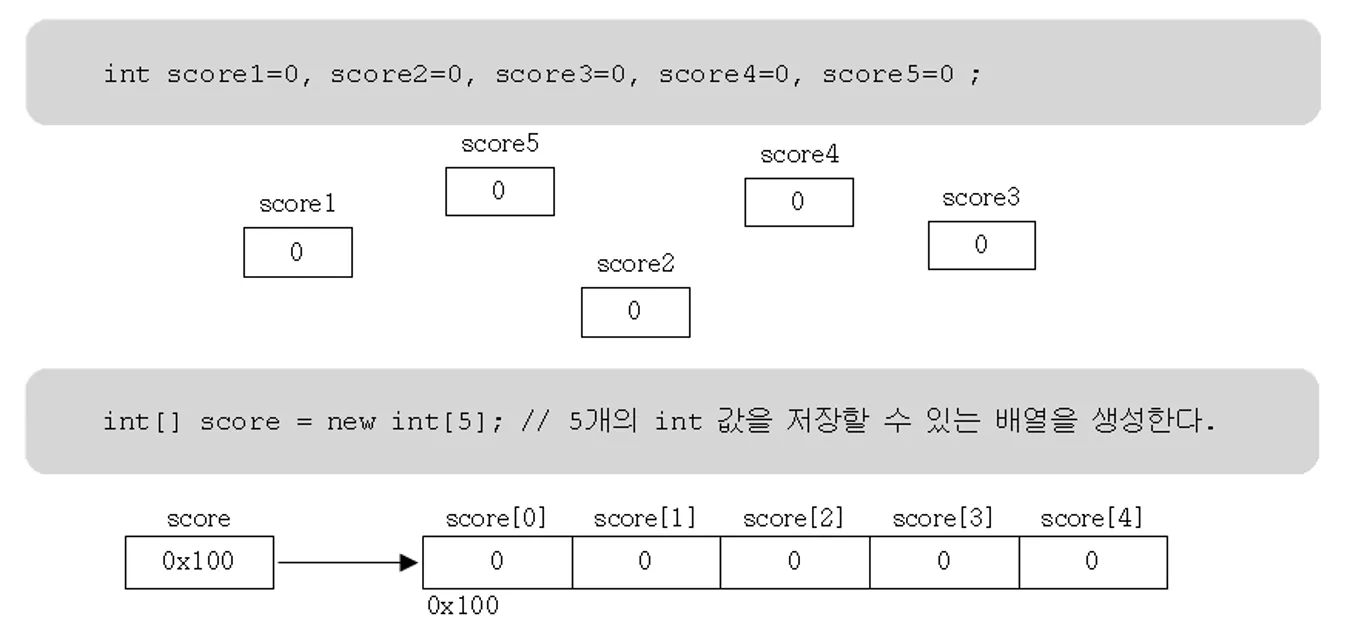 int score1=0, score2=0, score3=0, score4=0, score5=0 ;
score5
0
score4
0
score1
0
score3
0
score2
0
int[] score = new int[5]; // 5개의 int 값을 저장할 수 있는 배열을 생성한다.
score score[0] score[1] score[2] score[3] score[4]
0x100 0 0 0 0 0
0x100